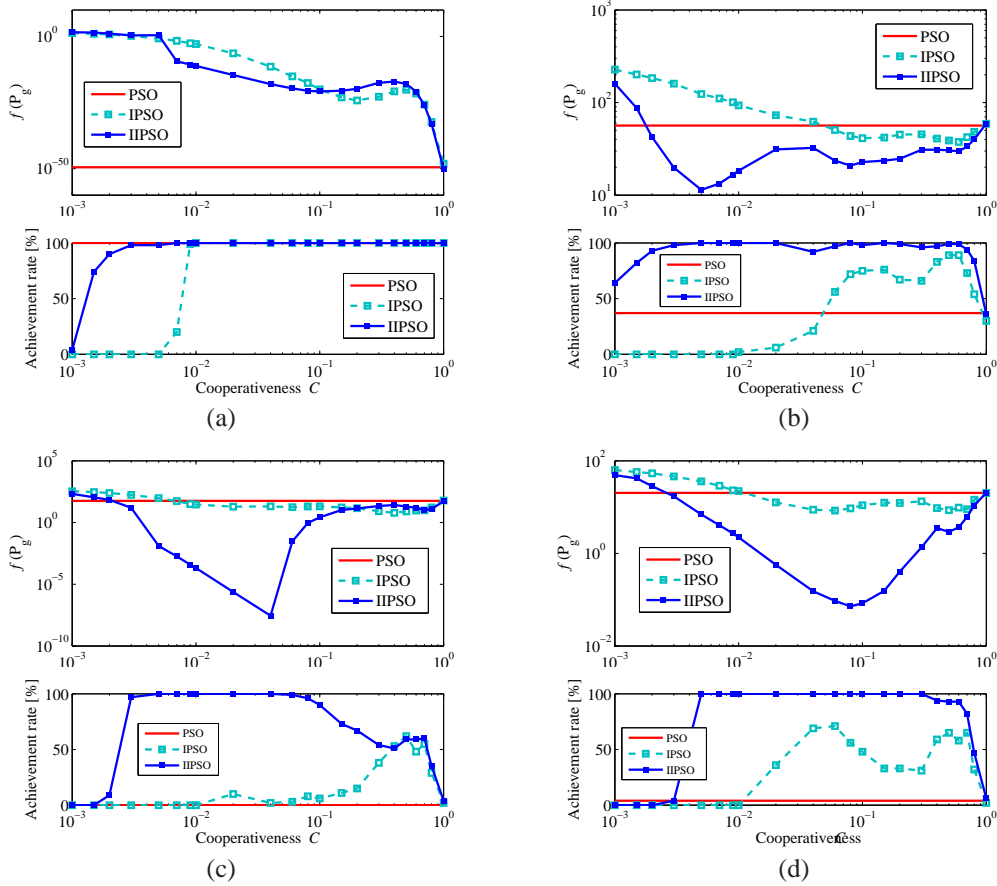 10^0
10^-50
f (P_g)
PSO
IPSO
IIPSO
10^-3
10^-2
10^-1
10^0
100
50
0
Achievement rate [%]
PSO
IPSO
IIPSO
10^-3
10^-2
10^-1
10^0
Cooperativeness C
(a)
10^3
10^2
10^1
f (P_g)
PSO
IPSO
IIPSO
10^-3
10^-2
10^-1
10^0
100
50
0
Achievement rate [%]
PSO
IPSO
IIPSO
10^-3
10^-2
10^-1
10^0
Cooperativeness C
(b)
10^5
10^0
10^-5
10^-10
f (P_g)
PSO
IPSO
IIPSO
10^-3
10^-2
10^-1
10^0
100
50
0
Achievement rate [%]
PSO
IPSO
IIPSO
10^-3
10^-2
10^-1
10^0
Cooperativeness C
(c)
10^2
10^0
10^-2
f (P_g)
PSO
IPSO
IIPSO
10^-3
10^-2
10^-1
10^0
100
50
0
Achievement rate [%]
PSO
IPSO
IIPSO
10^-3
10^-2
10^-1
10^0
Cooperativeness C
(d)